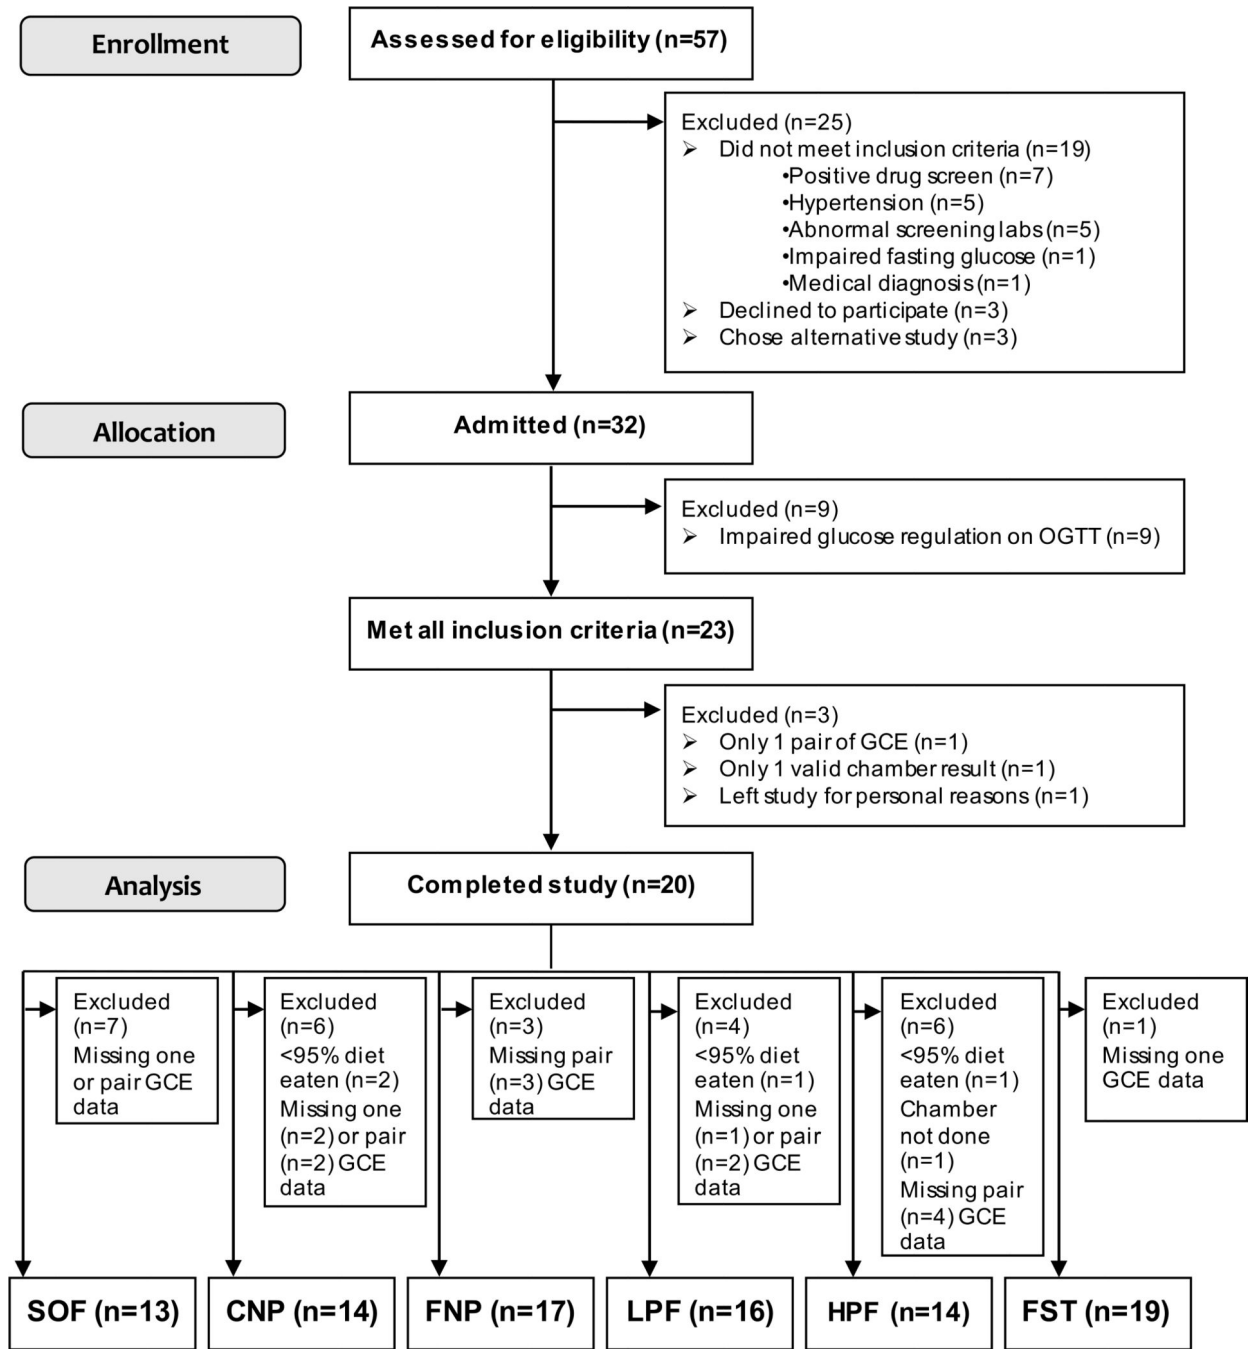 Enrollment
Assessed for eligibility (n=57)
Excluded (n=25)
➢ Did not meet inclusion criteria (n=19)
•Positive drug screen (n=7)
•Hypertension (n=5)
•Abnormal screening labs (n=5)
•Impaired fasting glucose (n=1)
•Medical diagnosis (n=1)
➢ Declined to participate (n=3)
➢ Chose alternative study (n=3)
Allocation
Admitted (n=32)
Excluded (n=9)
➢ Impaired glucose regulation on OGTT (n=9)
Met all inclusion criteria (n=23)
Excluded (n=3)
➢ Only 1 pair of GCE (n=1)
➢ Only 1 valid chamber result (n=1)
➢ Left study for personal reasons (n=1)
Analysis
Completed study (n=20)
Excluded
(n=7)
Missing one
or pair GCE
data
Excluded
(n=6)
<95% diet
eaten (n=2)
Missing one
(n=2) or pair
(n=2) GCE
data
Excluded
(n=3)
Missing pair
(n=3) GCE
data
Excluded
(n=4)
<95% diet
eaten (n=1)
Missing one
(n=1) or pair
(n=2) GCE
data
Excluded
(n=6)
<95% diet
eaten (n=1)
Chamber
not done
(n=1)
Missing pair
(n=4) GCE
data
Excluded
(n=1)
Missing one
GCE data
SOF (n=13)
CNP (n=14)
FNP (n=17)
LPF (n=16)
HPF (n=14)
FST (n=19)